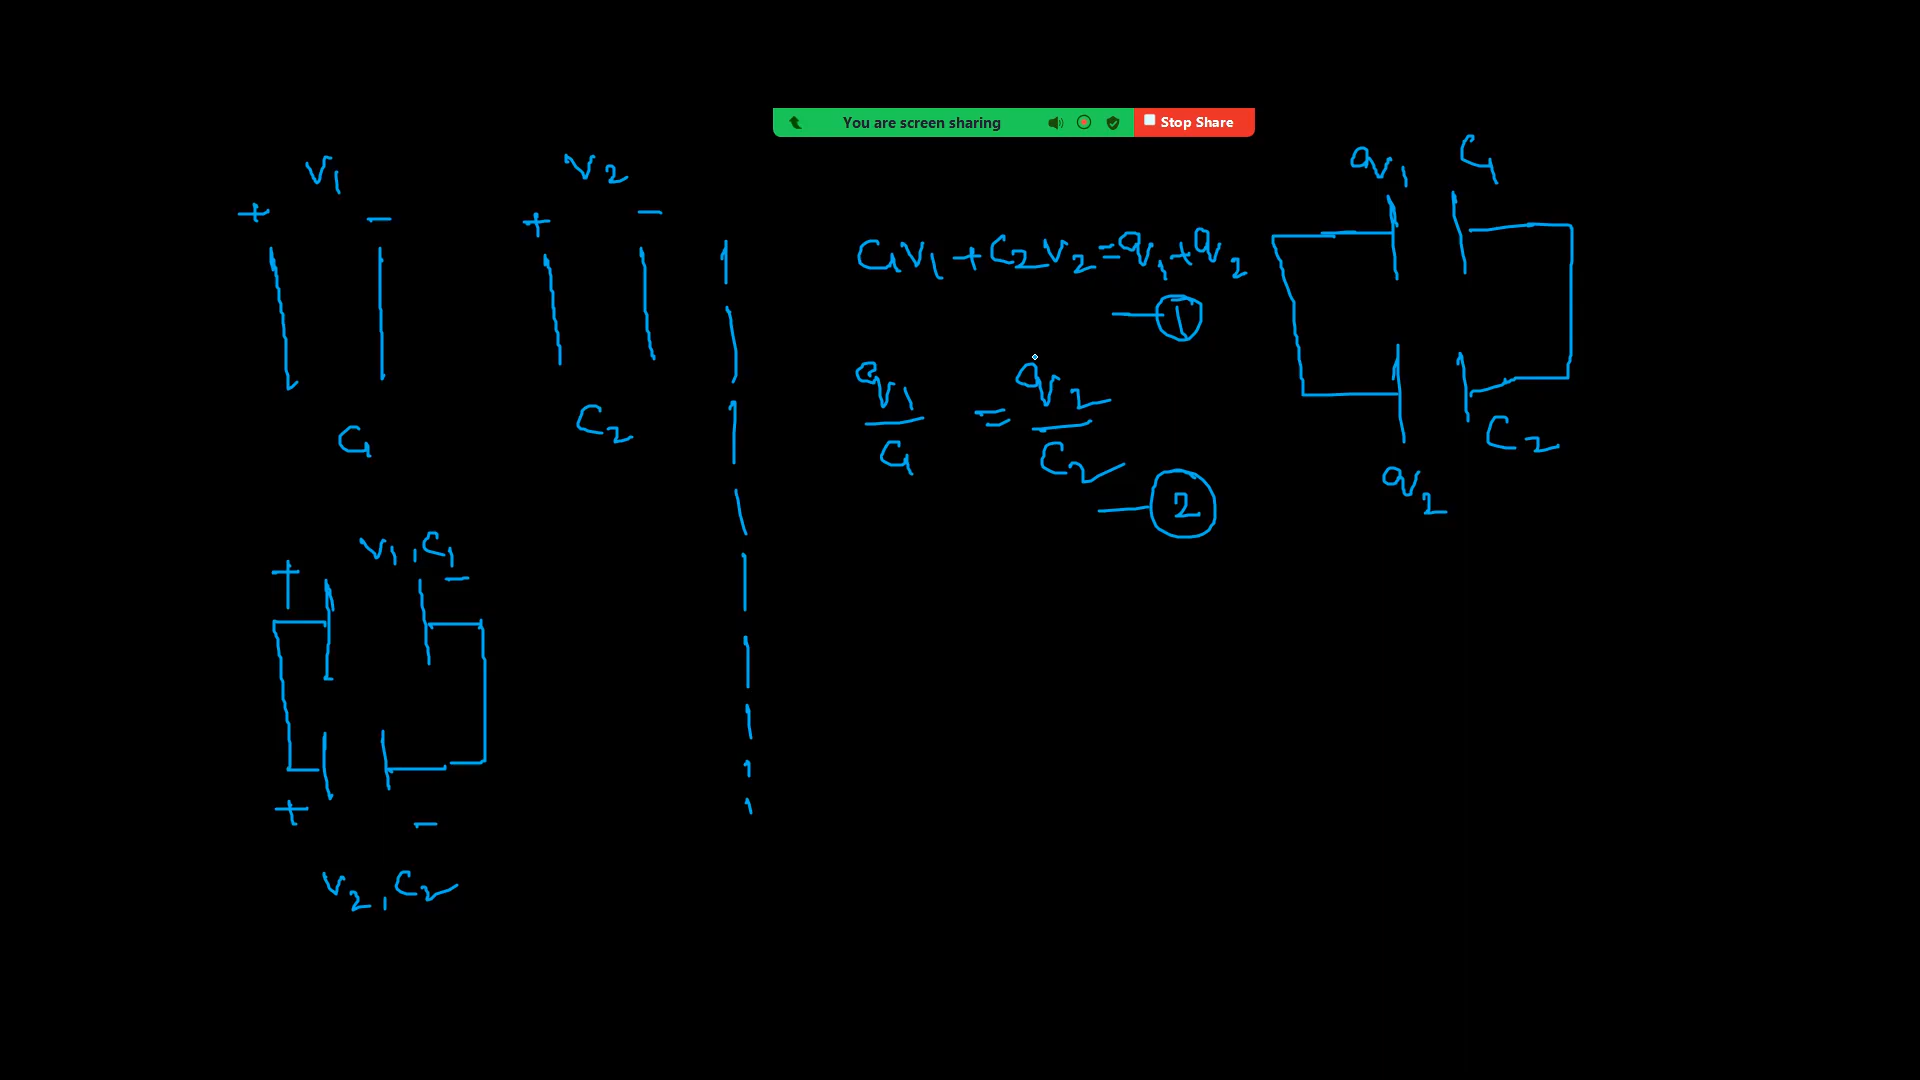 You are screen sharing
Stop Share
V1
V2
+ -
+ -
C1
C2
V1, C1
+ -
+ -
V2, C2
C1V1 + C2V2 = q1 + q2
— 1
q1/C1 = q2/C2
— 2
q1 C1
C2
q2